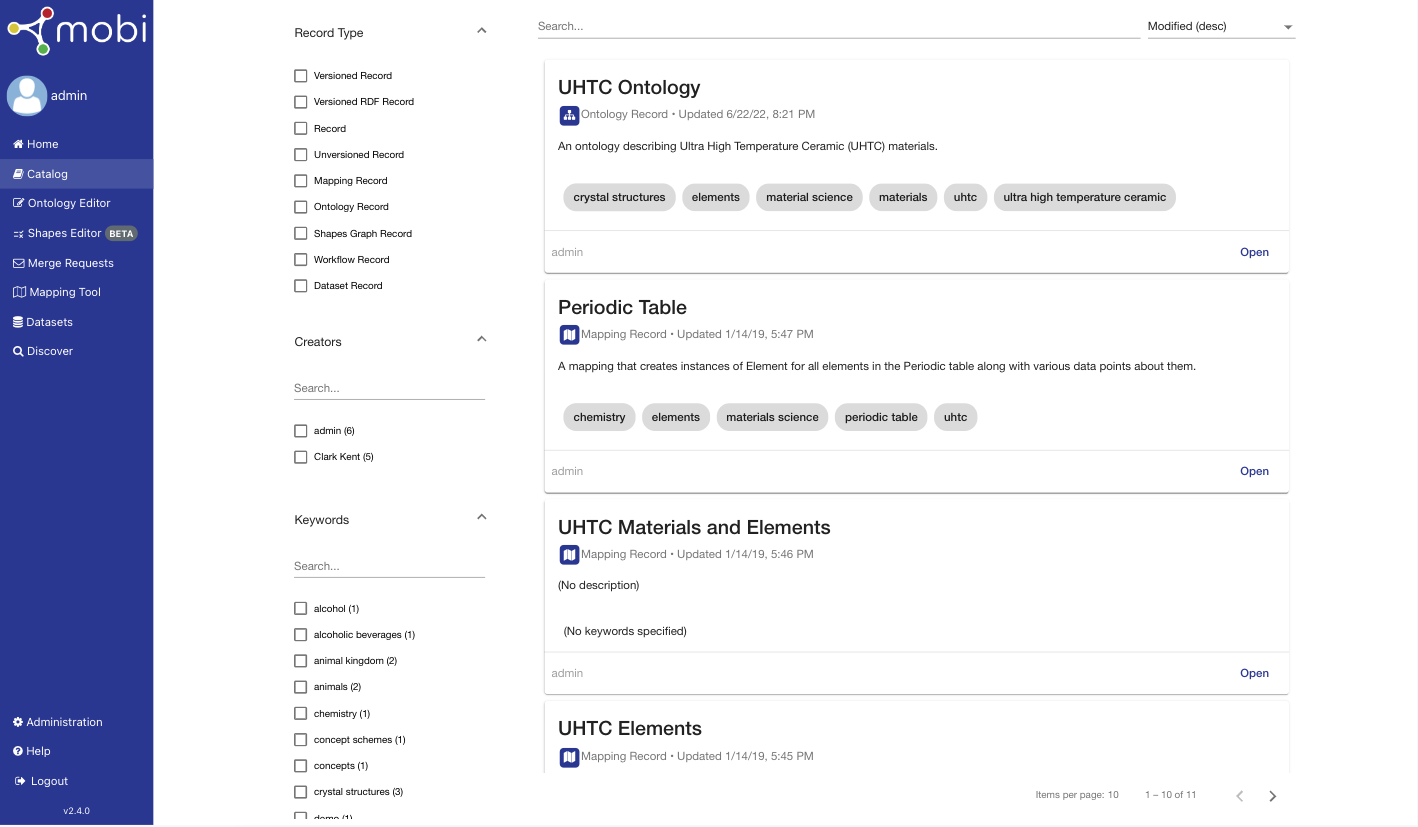 mobi
admin
Home
Catalog
Ontology Editor
Shapes Editor BETA
Merge Requests
Mapping Tool
Datasets
Discover
Administration
Help
Logout
v2.4.0
Record Type
Versioned Record
Versioned RDF Record
Record
Unversioned Record
Mapping Record
Ontology Record
Shapes Graph Record
Workflow Record
Dataset Record
Creators
Search...
admin (6)
Clark Kent (5)
Keywords
Search...
alcohol (1)
alcoholic beverages (1)
animal kingdom (2)
animals (2)
chemistry (1)
concept schemes (1)
concepts (1)
crystal structures (3)
demo (1)
Search... Modified (desc)
UHTC Ontology
Ontology Record • Updated 6/22/22, 8:21 PM
An ontology describing Ultra High Temperature Ceramic (UHTC) materials.
crystal structures elements material science materials uhtc ultra high temperature ceramic
admin Open
Periodic Table
Mapping Record • Updated 1/14/19, 5:47 PM
A mapping that creates instances of Element for all elements in the Periodic table along with various data points about them.
chemistry elements materials science periodic table uhtc
admin Open
UHTC Materials and Elements
Mapping Record • Updated 1/14/19, 5:46 PM
(No description)
(No keywords specified)
admin Open
UHTC Elements
Mapping Record • Updated 1/14/19, 5:45 PM
Items per page: 10 1 – 10 of 11